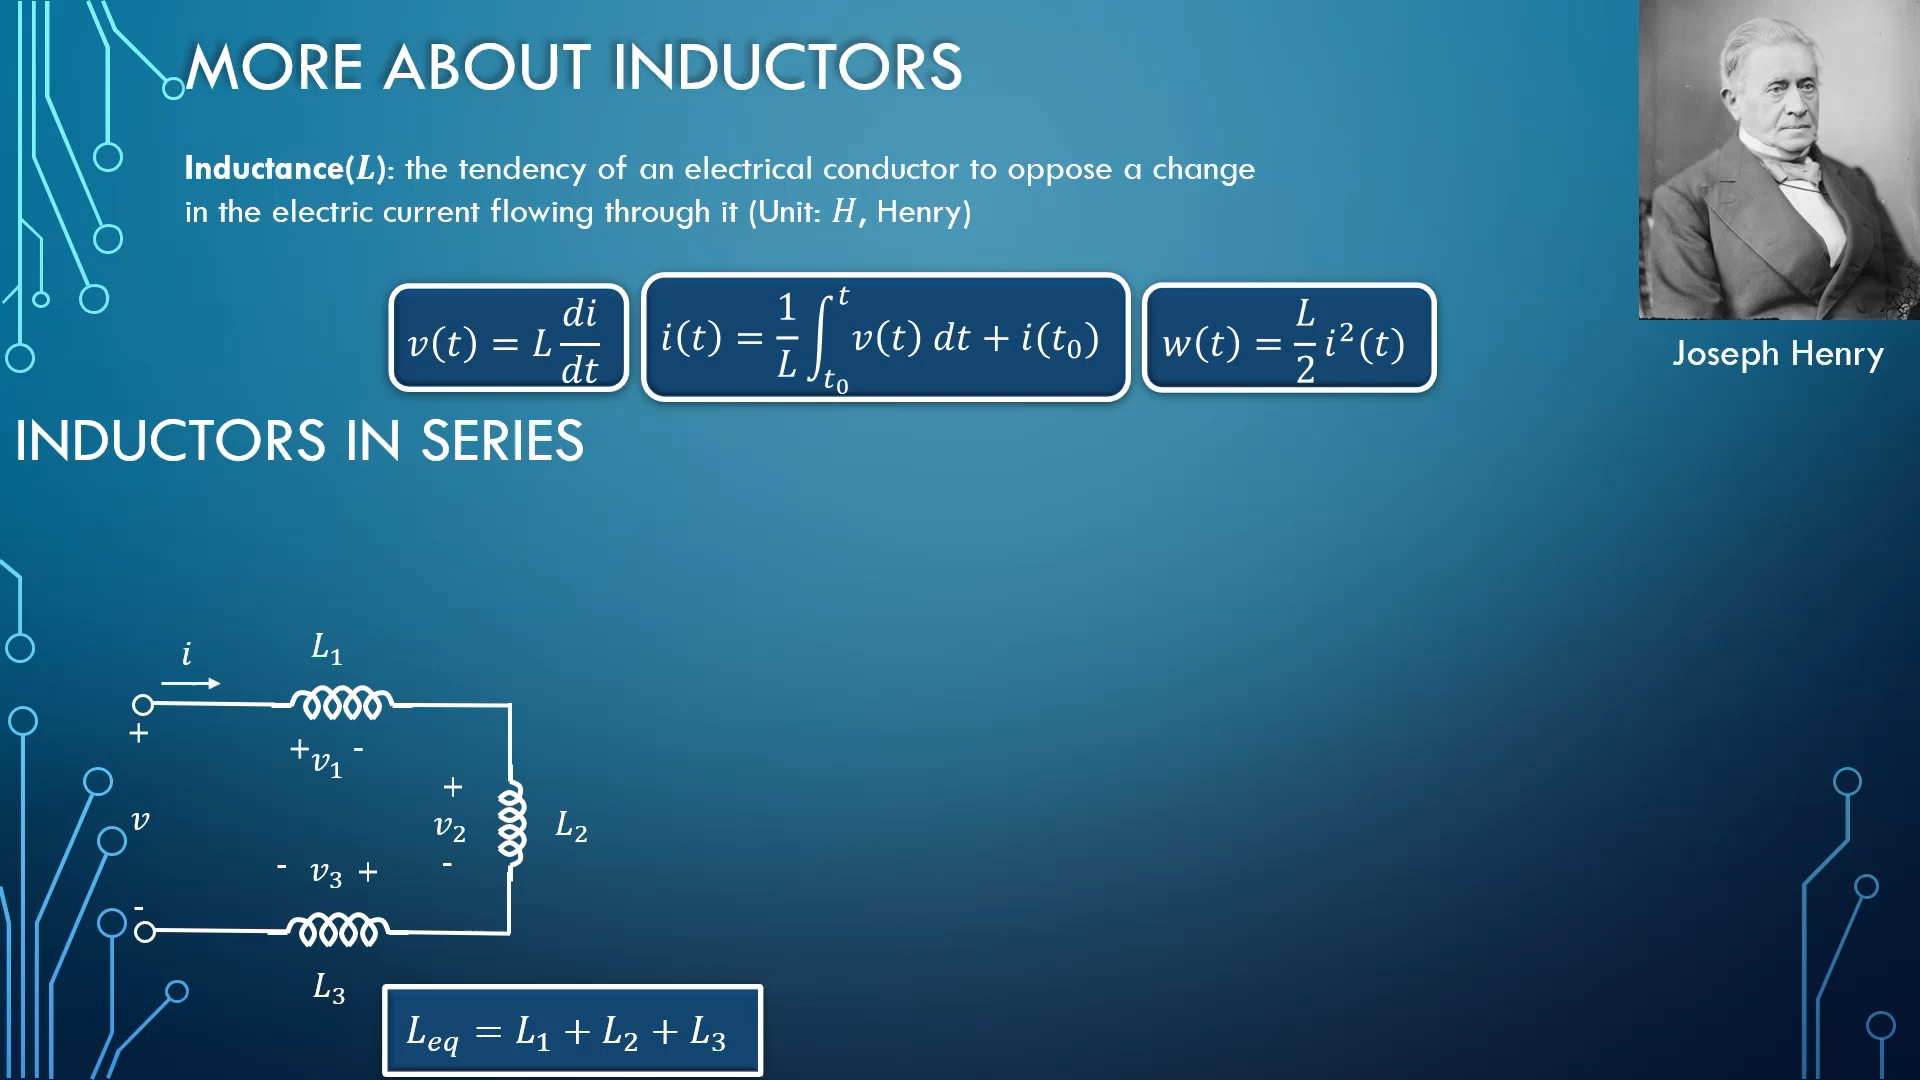 MORE ABOUT INDUCTORS
Inductance(L): the tendency of an electrical conductor to oppose a change
in the electric current flowing through it (Unit: H, Henry)
v(t) = L di/dt
i(t) = 1/L ∫_{t₀}^{t} v(t) dt + i(t₀)
w(t) = L/2 i²(t)
Joseph Henry
INDUCTORS IN SERIES
i
L₁
+
+ v₁ -
+
v
v₂
L₂
-
- v₃ +
-
L₃
L_{eq} = L₁ + L₂ + L₃